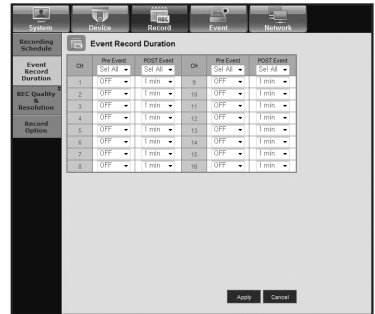 System Device Record Event Network
REC
Recording
Schedule
Event
Record
Duration
REC Quality
&
Resolution
Record
Option
Event Record Duration
CH Pre Event POST Event CH Pre Event POST Event
Sel All Sel All Sel All Sel All
1 OFF 1 min 9 OFF 1 min
2 OFF 1 min 10 OFF 1 min
3 OFF 1 min 11 OFF 1 min
4 OFF 1 min 12 OFF 1 min
5 OFF 1 min 13 OFF 1 min
6 OFF 1 min 14 OFF 1 min
7 OFF 1 min 15 OFF 1 min
8 OFF 1 min 16 OFF 1 min
Apply Cancel